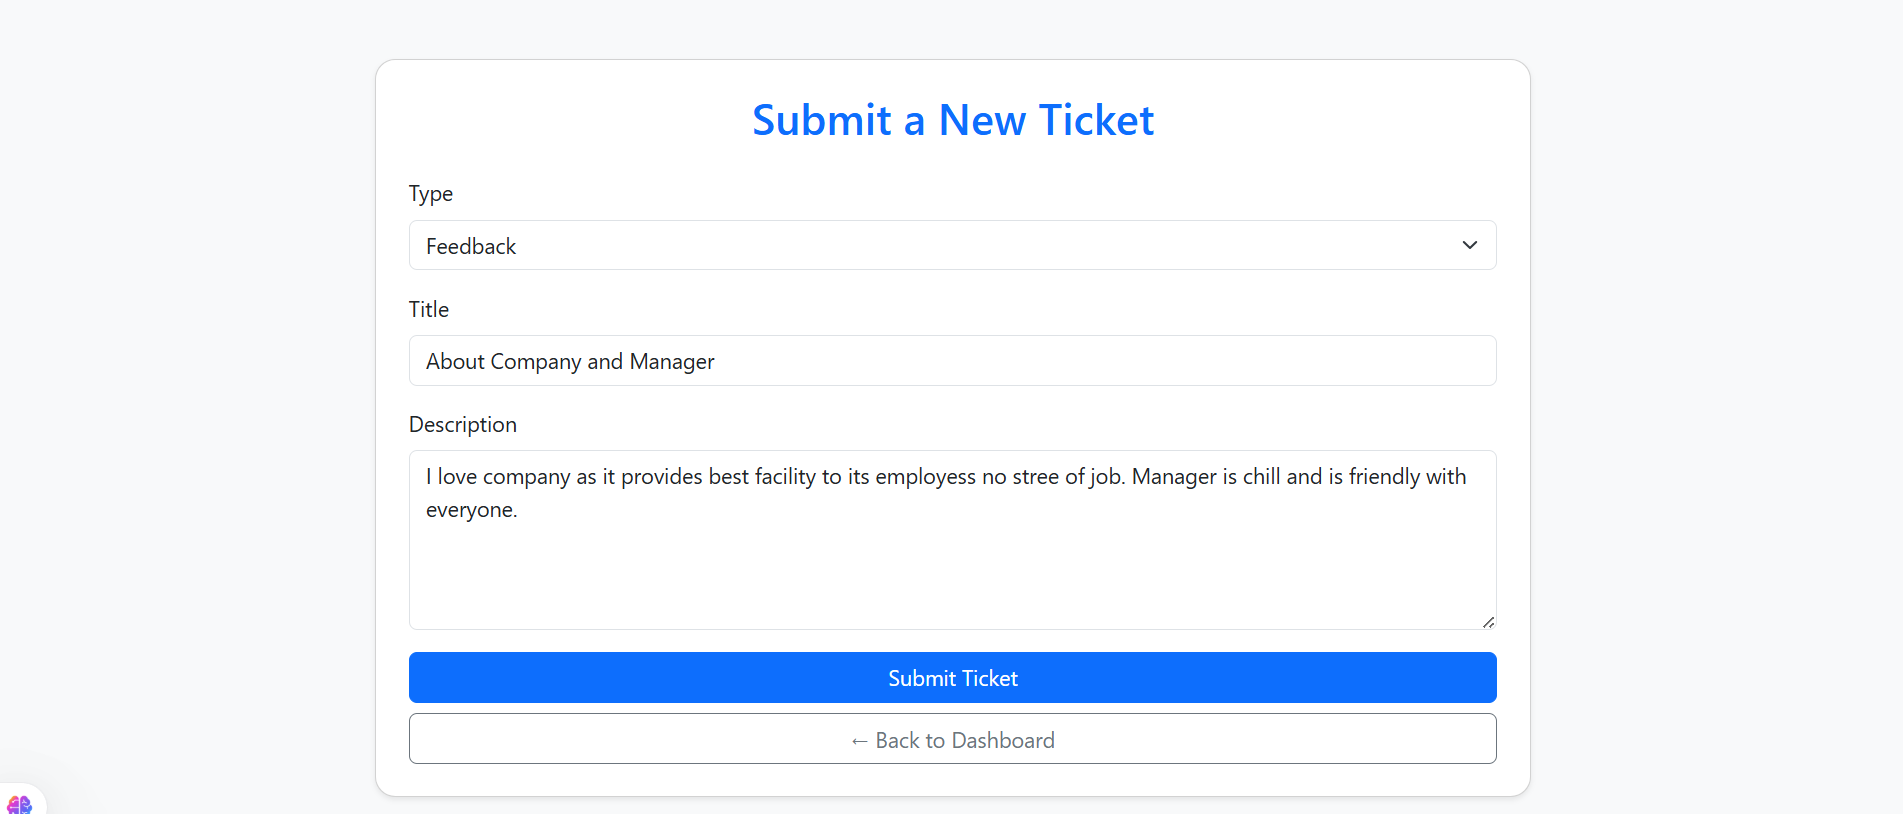 Submit a New Ticket
Type
Feedback
Title
About Company and Manager
Description
I love company as it provides best facility to its employess no stree of job. Manager is chill and is friendly with
everyone.
Submit Ticket
← Back to Dashboard